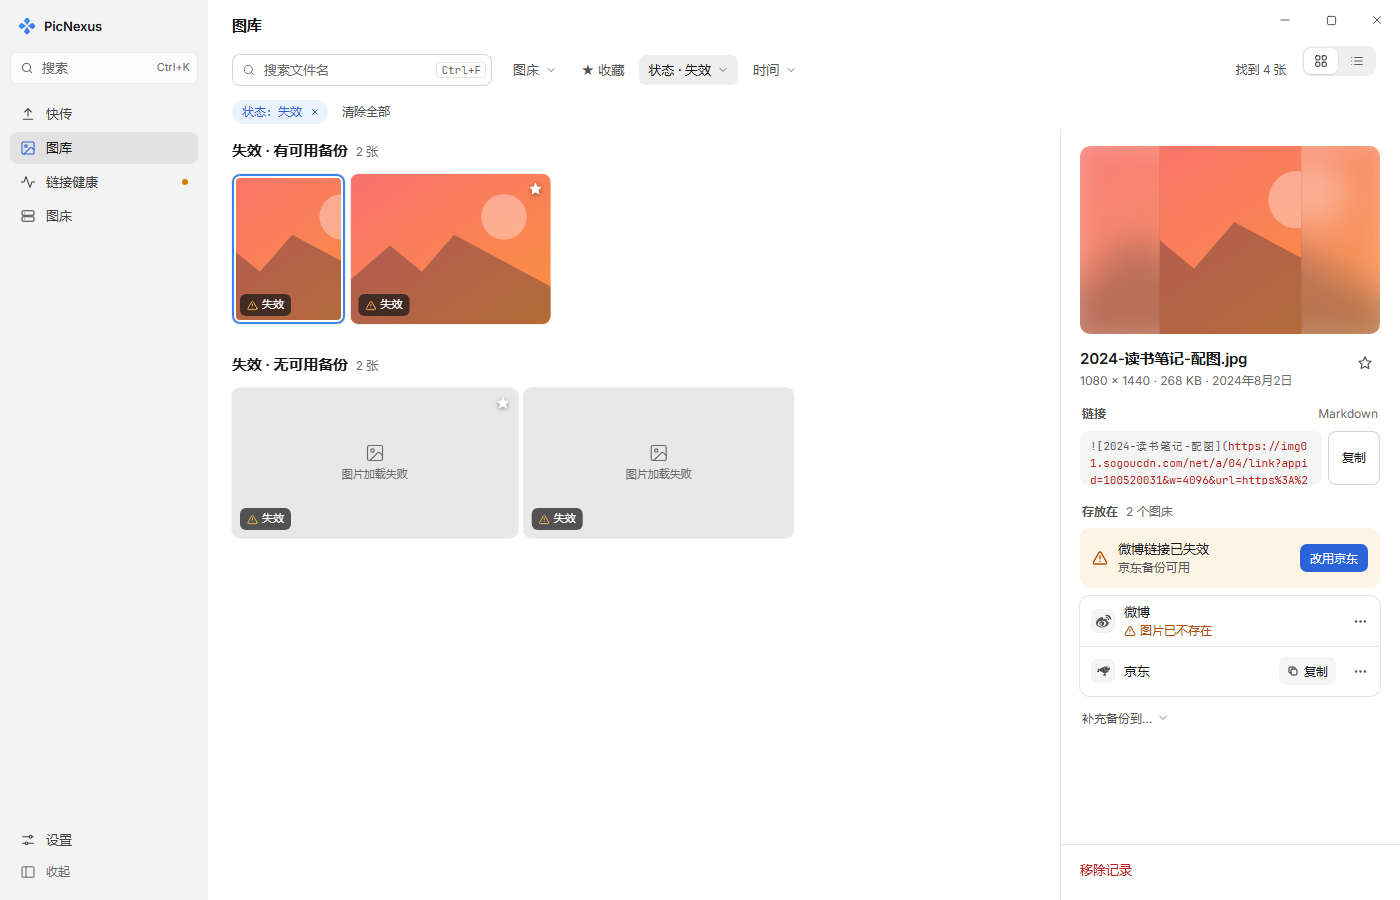 PicNexus
搜索 Ctrl+K
快传
图库
链接健康
图床
设置
收起
图库
搜索文件名 Ctrl+F
图床
★ 收藏
状态 · 失效
时间
找到 4 张
状态: 失效 ×
清除全部
失效 · 有可用备份 2 张
失效
失效
失效 · 无可用备份 2 张
图片加载失败
失效
图片加载失败
失效
2024-读书笔记-配图.jpg
1080 × 1440 · 268 KB · 2024年8月2日
链接 Markdown
![2024-读书笔记-配图](https://img0
1.sogoucdn.com/net/a/04/link?appi
d=100520031&w=4096&url=https%3A%2
复制
存放在 2 个图床
微博链接已失效
京东备份可用
改用京东
微博
图片已不存在
京东
复制
补充备份到...
移除记录